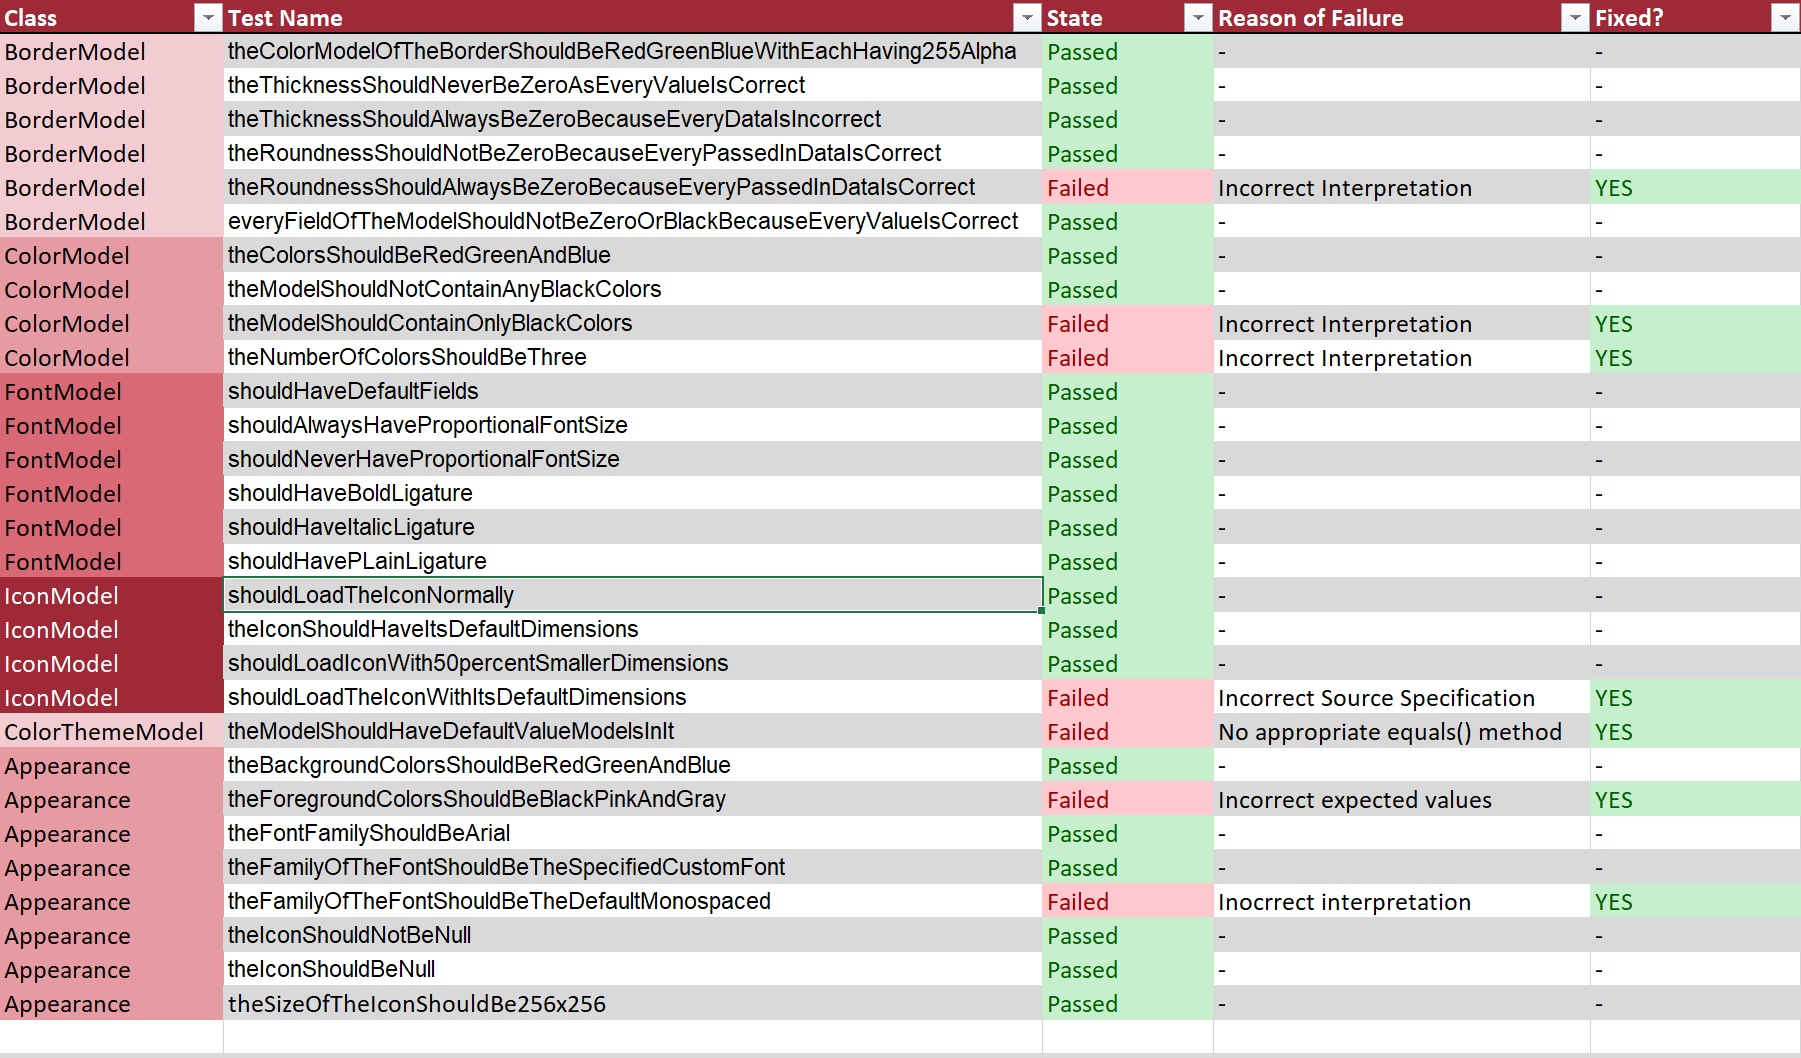 Class Test Name State Reason of Failure Fixed?
BorderModel theColorModelOfTheBorderShouldBeRedGreenBlueWithEachHaving255Alpha Passed - -
BorderModel theThicknessShouldNeverBeZeroAsEveryValueIsCorrect Passed - -
BorderModel theThicknessShouldAlwaysBeZeroBecauseEveryDataIsIncorrect Passed - -
BorderModel theRoundnessShouldNotBeZeroBecauseEveryPassedInDataIsCorrect Passed - -
BorderModel theRoundnessShouldAlwaysBeZeroBecauseEveryPassedInDataIsCorrect Failed Incorrect Interpretation YES
BorderModel everyFieldOfTheModelShouldNotBeZeroOrBlackBecauseEveryValueIsCorrect Passed - -
ColorModel theColorsShouldBeRedGreenAndBlue Passed - -
ColorModel theModelShouldNotContainAnyBlackColors Passed - -
ColorModel theModelShouldContainOnlyBlackColors Failed Incorrect Interpretation YES
ColorModel theNumberOfColorsShouldBeThree Failed Incorrect Interpretation YES
FontModel shouldHaveDefaultFields Passed - -
FontModel shouldAlwaysHaveProportionalFontSize Passed - -
FontModel shouldNeverHaveProportionalFontSize Passed - -
FontModel shouldHaveBoldLigature Passed - -
FontModel shouldHaveItalicLigature Passed - -
FontModel shouldHavePLainLigature Passed - -
IconModel shouldLoadTheIconNormally Passed - -
IconModel theIconShouldHaveItsDefaultDimensions Passed - -
IconModel shouldLoadIconWith50percentSmallerDimensions Passed - -
IconModel shouldLoadTheIconWithItsDefaultDimensions Failed Incorrect Source Specification YES
ColorThemeModel theModelShouldHaveDefaultValueModelsInIt Failed No appropriate equals() method YES
Appearance theBackgroundColorsShouldBeRedGreenAndBlue Passed - -
Appearance theForegroundColorsShouldBeBlackPinkAndGray Failed Incorrect expected values YES
Appearance theFontFamilyShouldBeArial Passed - -
Appearance theFamilyOfTheFontShouldBeTheSpecifiedCustomFont Passed - -
Appearance theFamilyOfTheFontShouldBeTheDefaultMonospaced Failed Inocrrect interpretation YES
Appearance theIconShouldNotBeNull Passed - -
Appearance theIconShouldBeNull Passed - -
Appearance theSizeOfTheIconShouldBe256x256 Passed - -